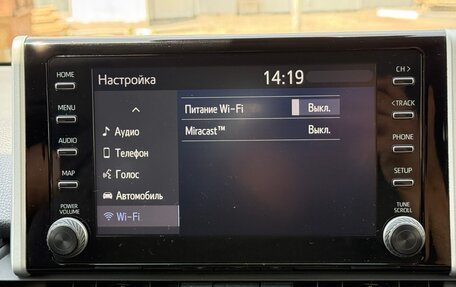 HOME
MENU
AUDIO
MAP
POWER
VOLUME
Настройка
14:19
Аудио
Телефон
Голос
Автомобиль
Wi-Fi
Питание Wi-Fi Выкл.
Miracast™ Выкл.
CH >
< TRACK
PHONE
SETUP
TUNE
SCROLL